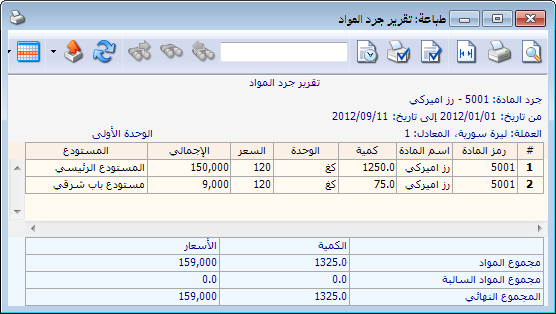 طباعة: تقرير جرد المواد
تقرير جرد المواد
جرد المادة: 5001 - رز اميركي
من تاريخ: 2012/01/01 إلى تاريخ: 2012/09/11
العملة: ليرة سورية، المعادل: 1 الوحدة الأولى
# رمز المادة اسم المادة كمية الوحدة السعر الإجمالي المستودع
1 5001 رز اميركي 1250.0 كغ 120 150,000 المستودع الرئيسي
2 5001 رز اميركي 75.0 كغ 120 9,000 مستودع باب شرقي
الكمية الأسعار
مجموع المواد 1325.0 159,000
مجموع المواد السالبة 0.0 0.0
المجموع النهائي 1325.0 159,000